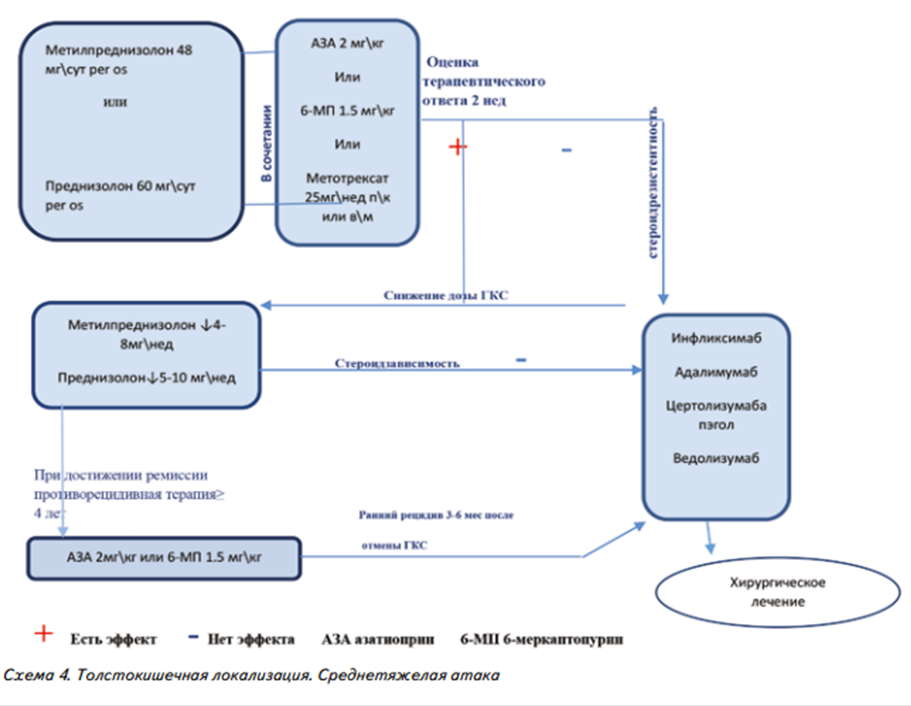 Метилпреднизолон 48
мг\сут per os
или
Преднизолон 60 мг\сут
per os
В сочетании
АЗА 2 мг\кг
Или
6-МП 1.5 мг\кг
Или
Метотрексат
25мг\нед п\к
или в\м
Оценка
терапевтического
ответа 2 нед
+
-
стероидрезистентность
Снижение дозы ГКС
Метилпреднизолон ↓4-
8мг\нед
Преднизолон↓5-10 мг\нед
Стероидзависимость
-
Инфликсимаб
Адалимумаб
Цертолизумаба
пэгол
Ведолизумаб
При достижении ремиссии
противорецидивная терапия≥
4 лет
АЗА 2мг\кг или 6-МП 1.5 мг\кг
Ранний рецидив 3-6 мес после
отмены ГКС
Хирургическое
лечение
+ Есть эффект - Нет эффекта АЗА азатиоприн 6-МП 6-меркаптопурин
Схема 4. Толстокишечная локализация. Среднетяжелая атака